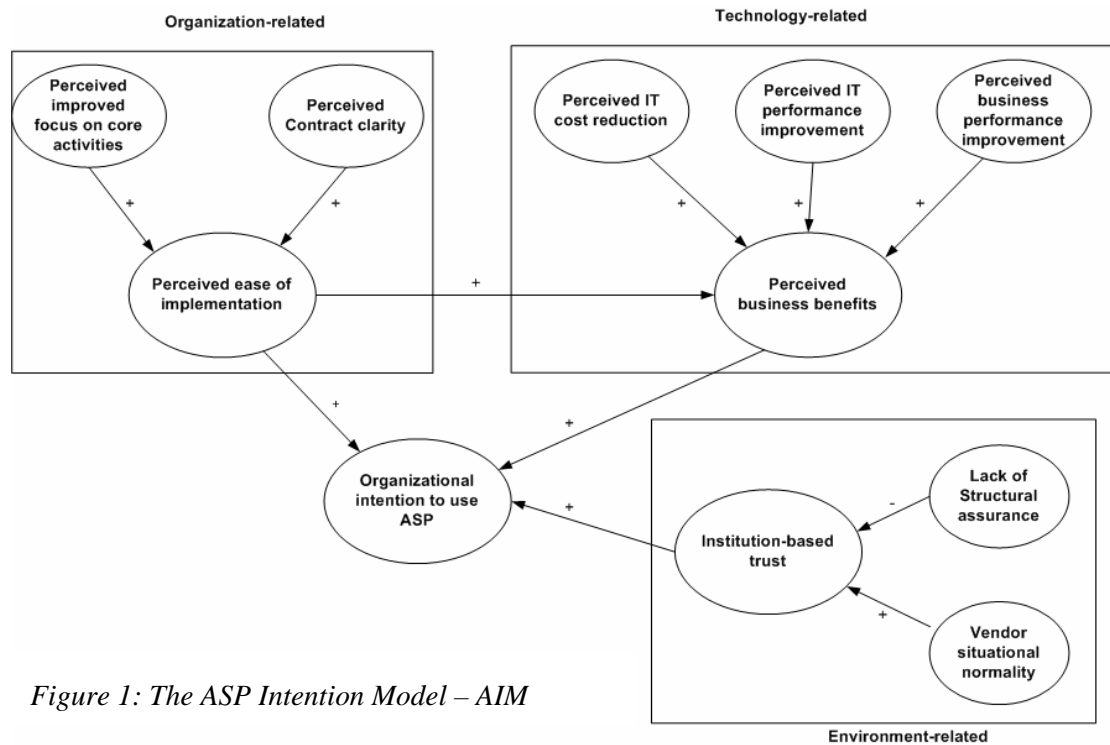 Organization-related
Technology-related
Perceived
improved
focus on core
activities
Perceived
Contract clarity
Perceived IT
cost reduction
Perceived IT
performance
improvement
Perceived
business
performance
improvement
+
+
+
+
+
Perceived ease of
implementation
+
Perceived
business benefits
+
+
Organizational
intention to use
ASP
+
Institution-based
trust
-
Lack of
Structural
assurance
+
Vendor
situational
normality
Figure 1: The ASP Intention Model – AIM
Environment-related